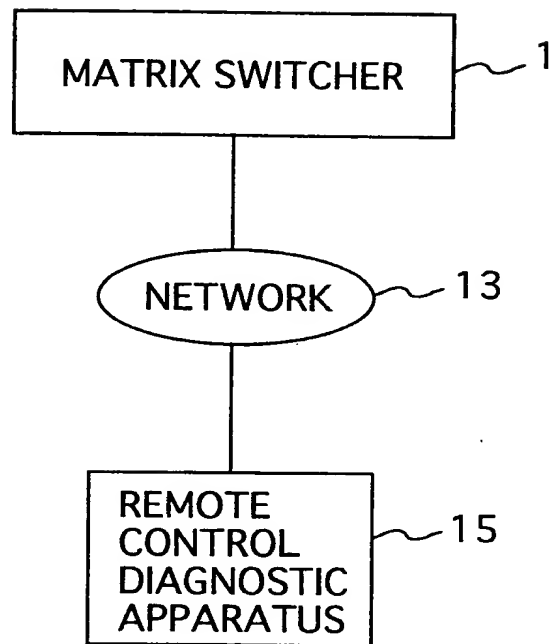 MATRIX SWITCHER
1
NETWORK
13
REMOTE
CONTROL
DIAGNOSTIC
APPARATUS
15